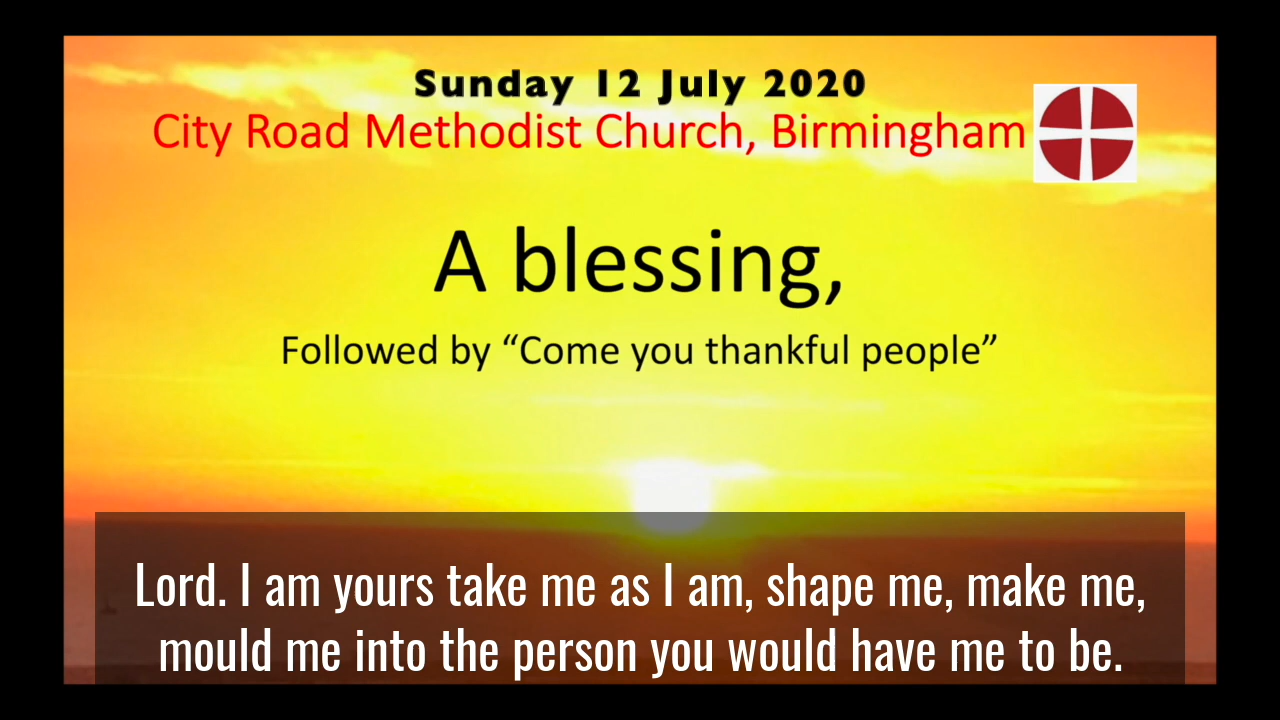 Sunday 12 July 2020
City Road Methodist Church, Birmingham
A blessing,
Followed by “Come you thankful people”
Lord. I am yours take me as I am, shape me, make me,
mould me into the person you would have me to be.